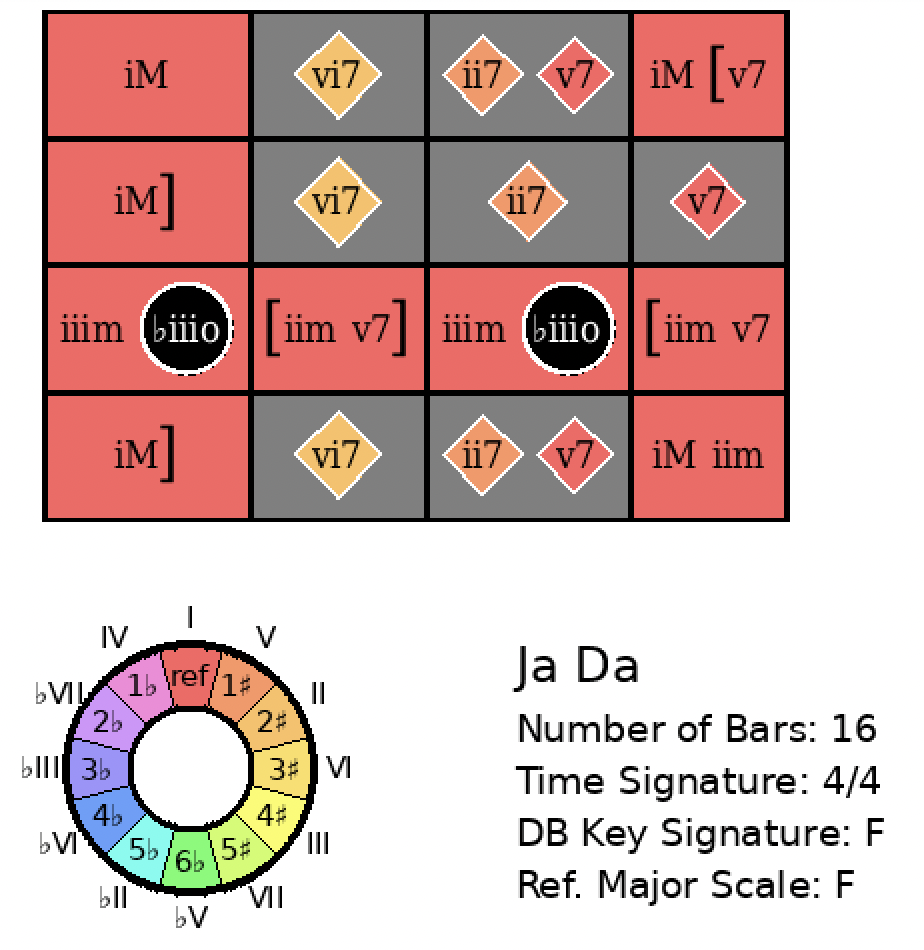 iM vi7 ii7 v7 iM [v7
iM] vi7 ii7 v7
iiim ♭iiio [iim v7] iiim ♭iiio [iim v7
iM] vi7 ii7 v7 iM iim
I
IV V
♭VII II
♭III VI
♭VI III
♭II VII
♭V
ref
1♭ 1♯
2♭ 2♯
3♭ 3♯
4♭ 4♯
5♭ 5♯
6♭
Ja Da
Number of Bars: 16
Time Signature: 4/4
DB Key Signature: F
Ref. Major Scale: F